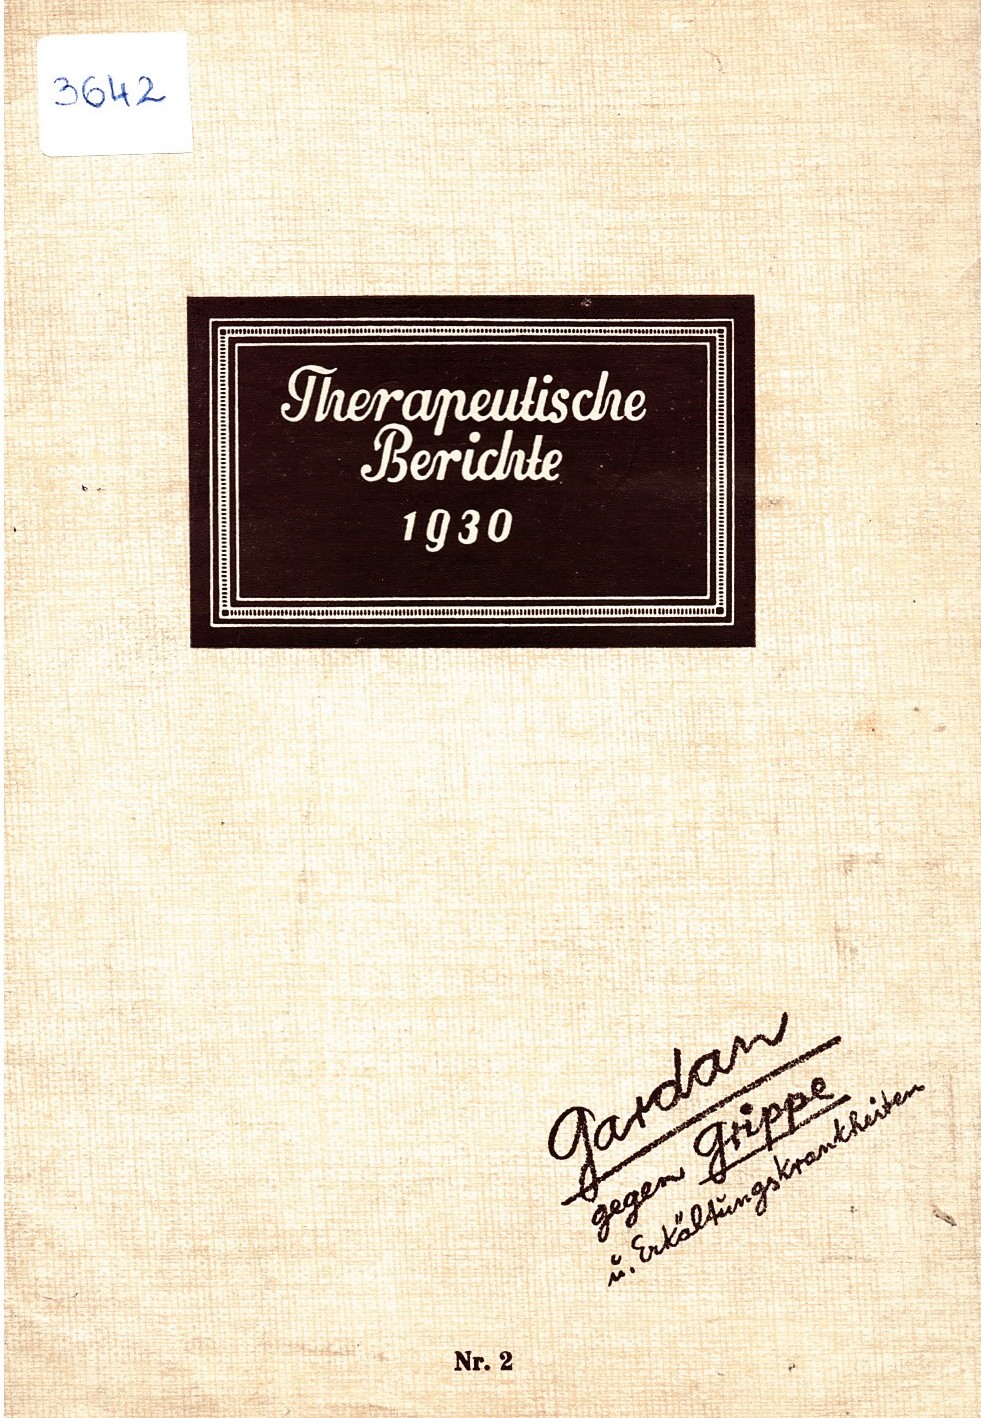 3642
Therapeutische
Berichte
1930
Gardan
gegen Grippe
u. Erkältungskrankheiten
Nr. 2